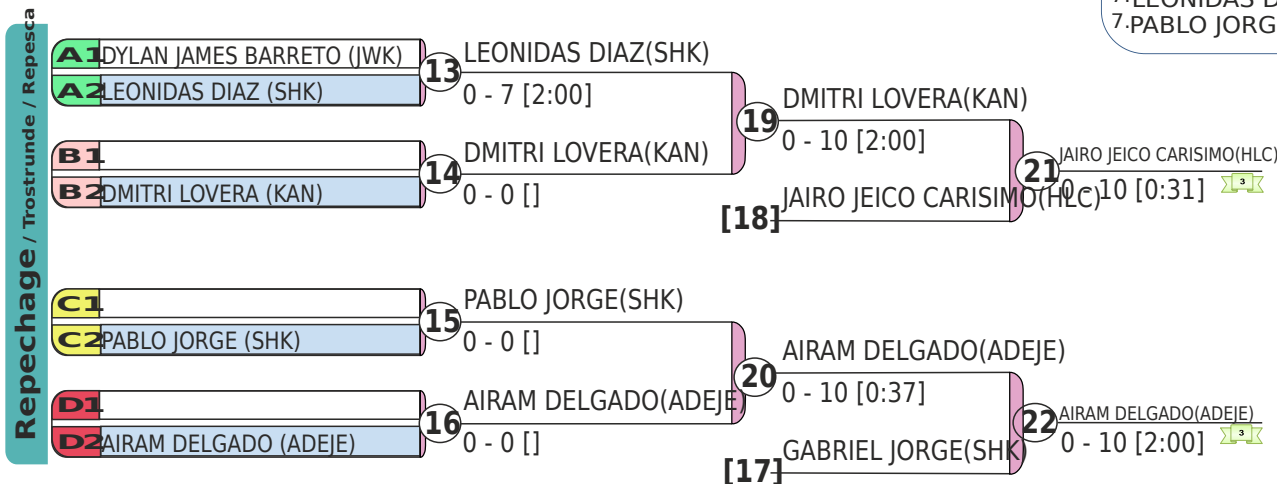 LEONIDAS D
7.PABLO JORG
Repechage / Trostrunde / Repesca
A1 DYLAN JAMES BARRETO (JWK)
A2 LEONIDAS DIAZ (SHK)
13
LEONIDAS DIAZ(SHK)
0 - 7 [2:00]
B1
B2 DMITRI LOVERA (KAN)
14
DMITRI LOVERA(KAN)
0 - 0 []
19
DMITRI LOVERA(KAN)
0 - 10 [2:00]
[18] JAIRO JEICO CARISIMO(HLC)
21
JAIRO JEICO CARISIMO(HLC)
0 - 10 [0:31]
3
C1
C2 PABLO JORGE (SHK)
15
PABLO JORGE(SHK)
0 - 0 []
D1
D2 AIRAM DELGADO (ADEJE)
16
AIRAM DELGADO(ADEJE)
0 - 0 []
20
AIRAM DELGADO(ADEJE)
0 - 10 [0:37]
[17] GABRIEL JORGE(SHK)
22
AIRAM DELGADO(ADEJE)
0 - 10 [2:00]
3